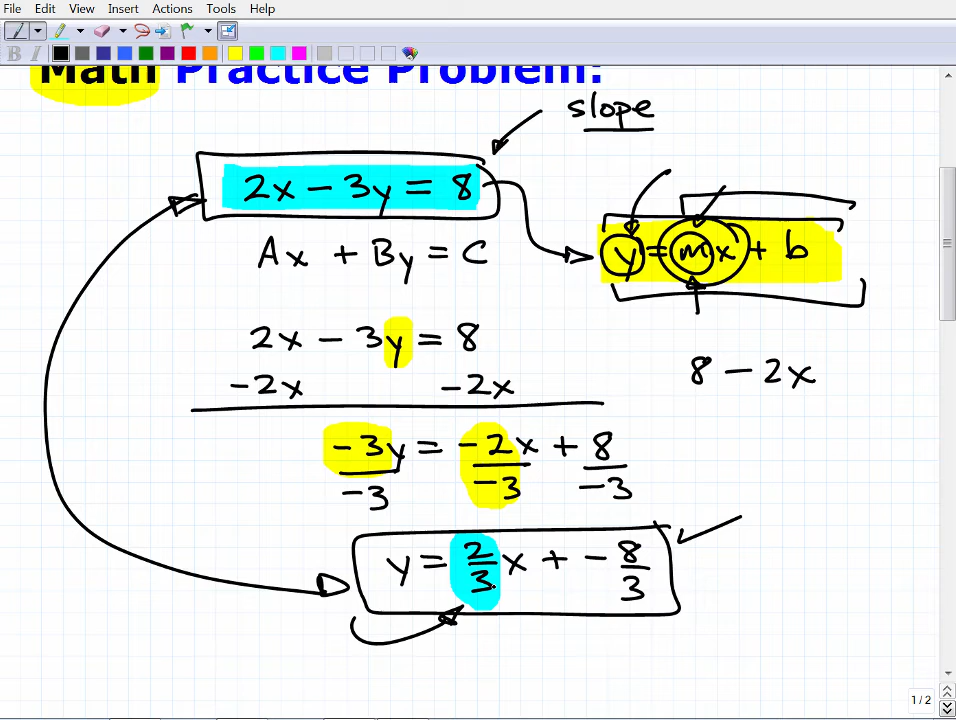 File Edit View Insert Actions Tools Help
B I
Math Practice Problem:
slope
2x - 3y = 8
y = mx + b
Ax + By = C
2x - 3y = 8
8 - 2x
-2x -2x
-3y = -2x + 8
-3 -3 -3
y = 2/3 x + - 8/3
1 / 2